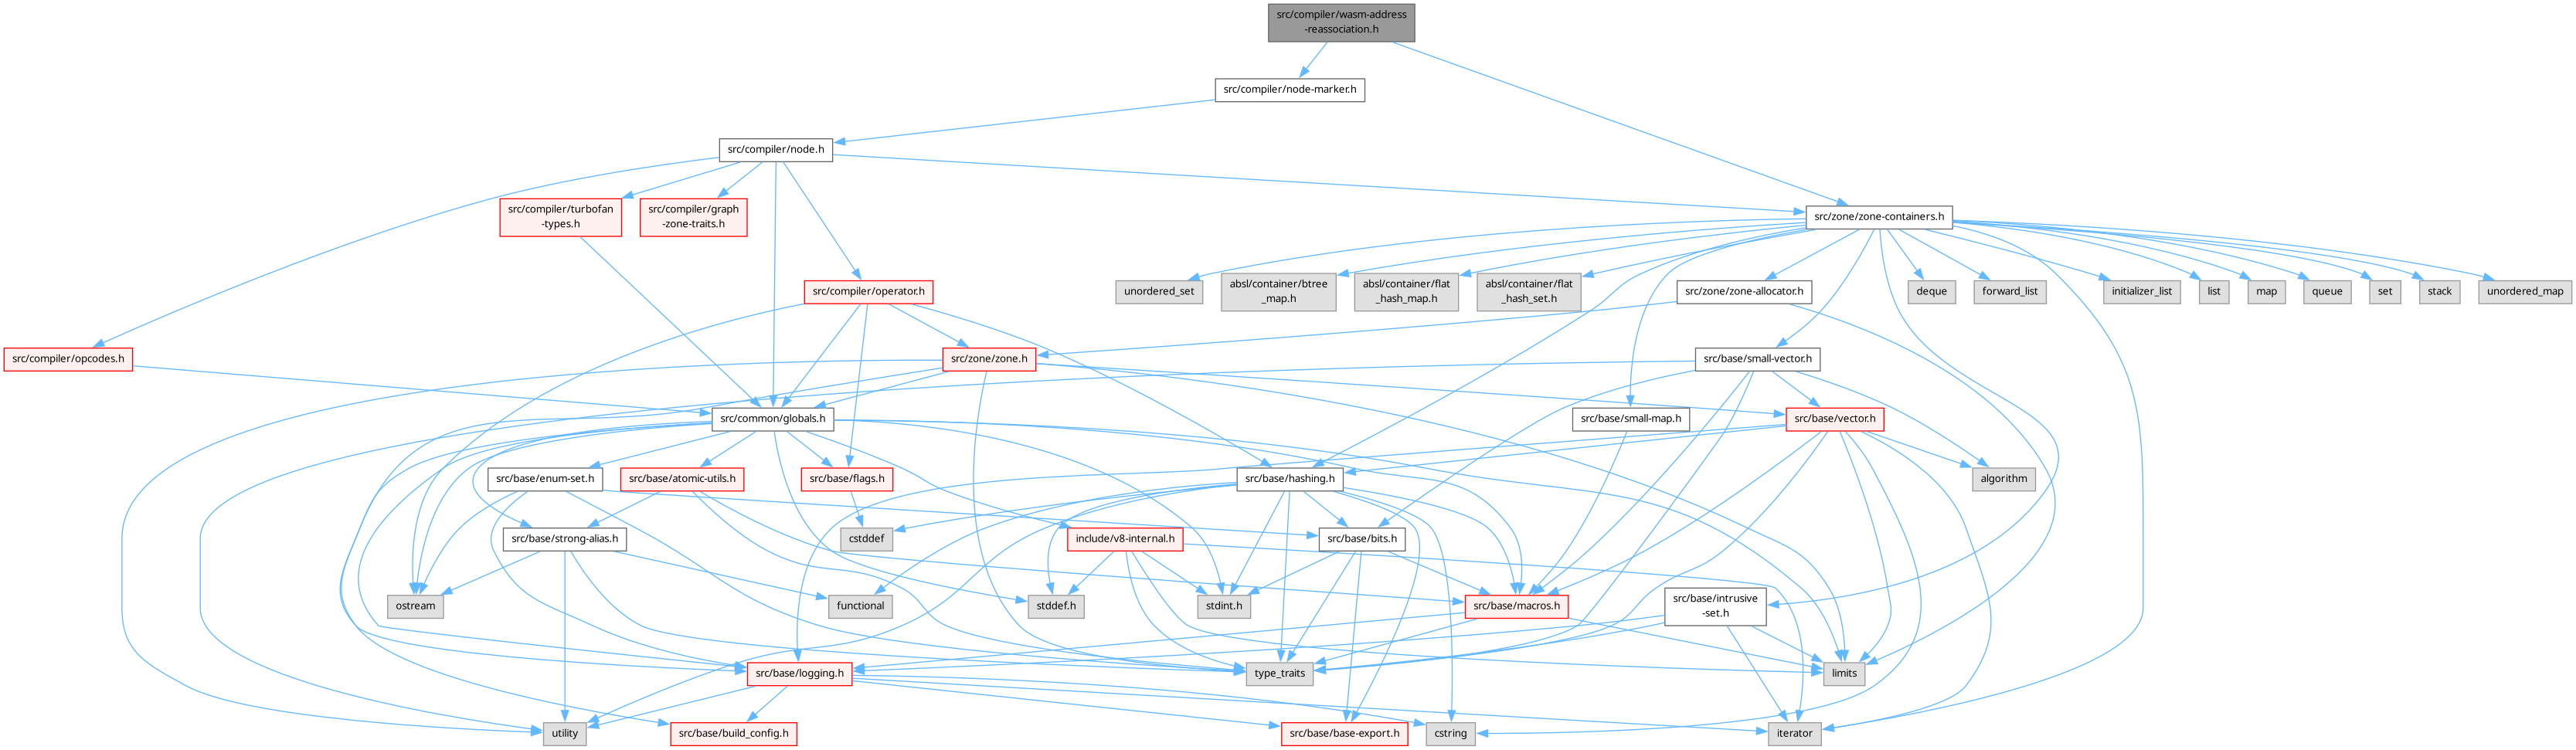 src/compiler/wasm-address
-reassociation.h
src/compiler/node-marker.h
src/compiler/node.h
src/compiler/turbofan
-types.h
src/compiler/graph
-zone-traits.h
src/zone/zone-containers.h
src/compiler/operator.h
unordered_set
absl/container/btree
_map.h
absl/container/flat
_hash_map.h
absl/container/flat
_hash_set.h
src/zone/zone-allocator.h
deque
forward_list
initializer_list
list
map
queue
set
stack
unordered_map
src/compiler/opcodes.h
src/zone/zone.h
src/base/small-vector.h
src/common/globals.h
src/base/small-map.h
src/base/vector.h
src/base/enum-set.h
src/base/atomic-utils.h
src/base/flags.h
src/base/hashing.h
algorithm
src/base/strong-alias.h
cstddef
include/v8-internal.h
src/base/bits.h
ostream
functional
stddef.h
stdint.h
src/base/macros.h
src/base/intrusive
-set.h
src/base/logging.h
type_traits
limits
utility
src/base/build_config.h
src/base/base-export.h
cstring
iterator